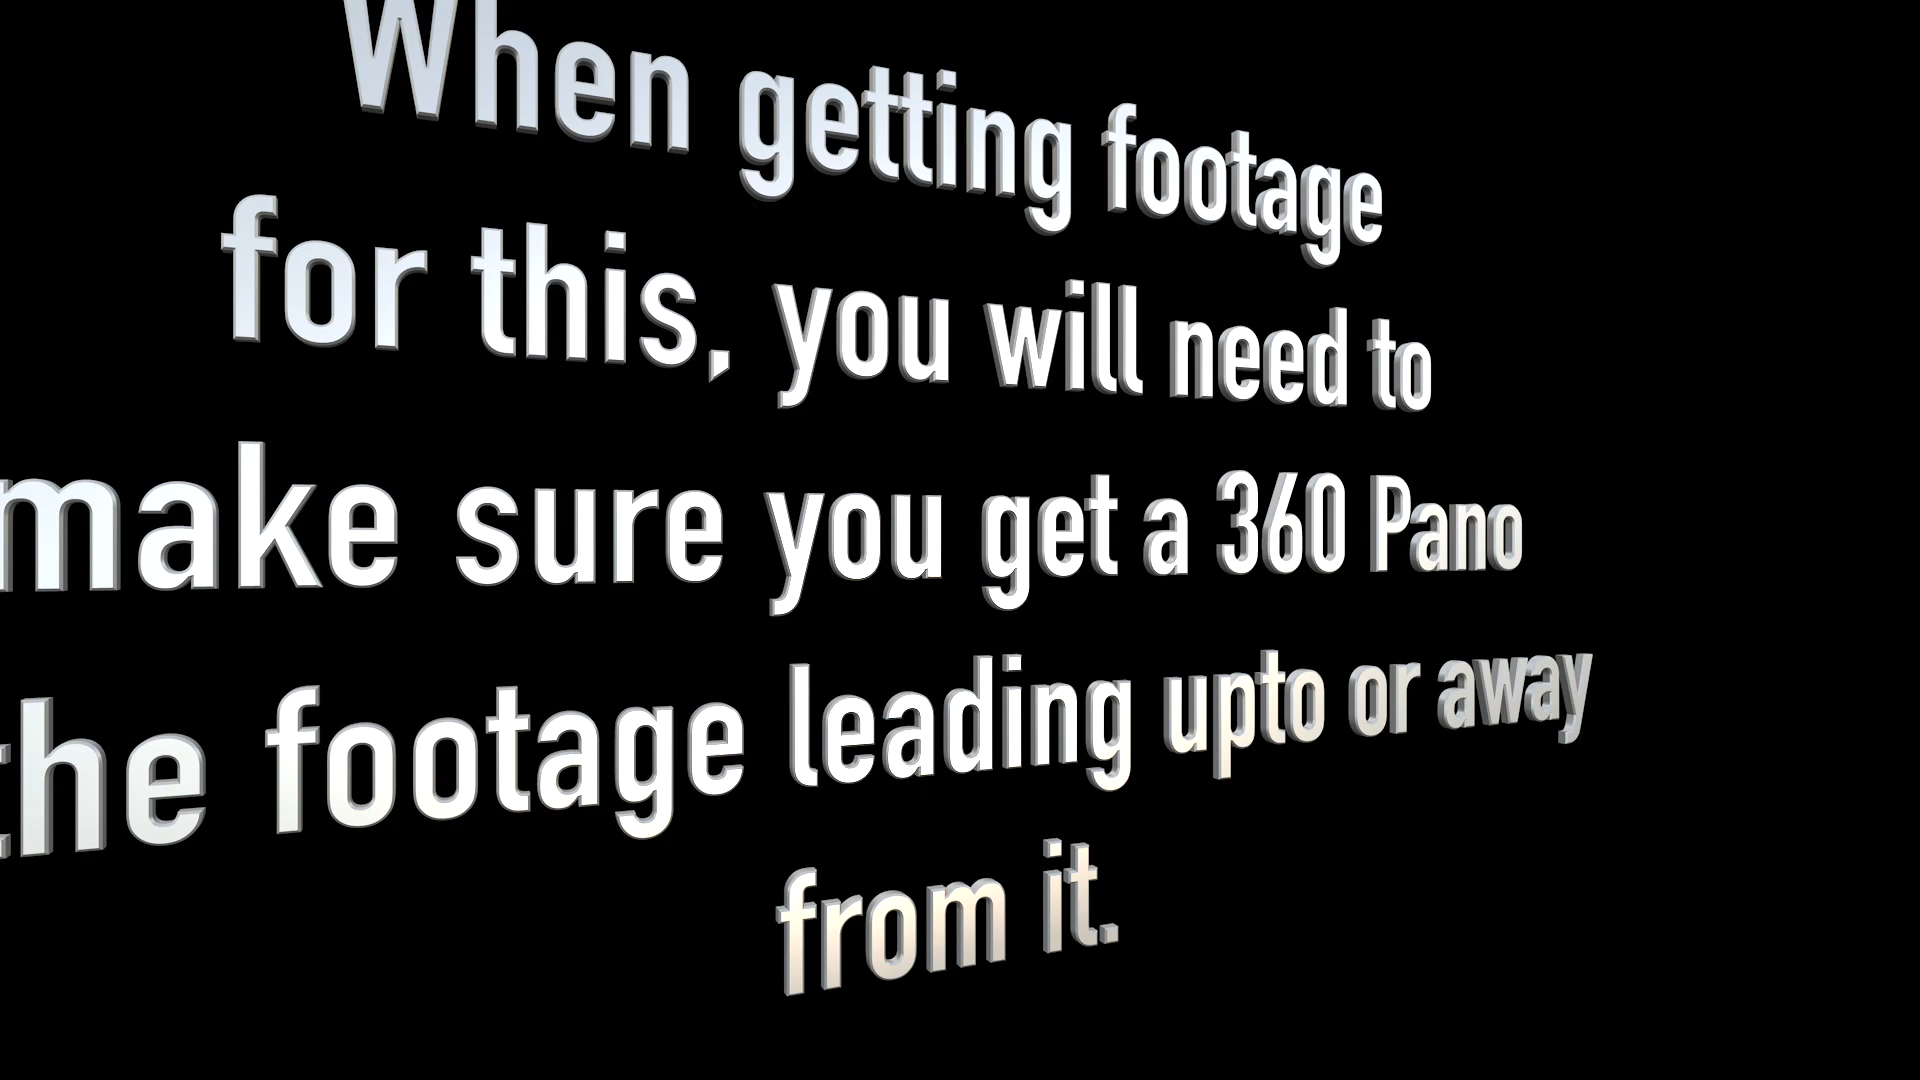 When getting footage
for this, you will need to
make sure you get a 360 Pano
the footage leading upto or away
from it.